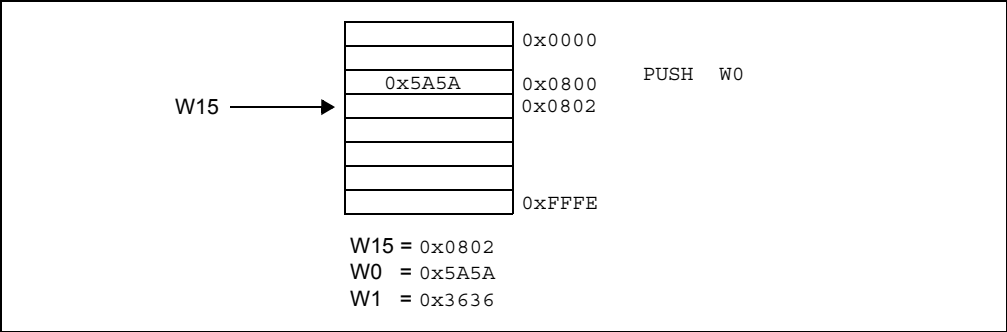 0x0000
PUSH W0
0x5A5A 0x0800
W15 0x0802
0xFFFE
W15 = 0x0802
W0 = 0x5A5A
W1 = 0x3636